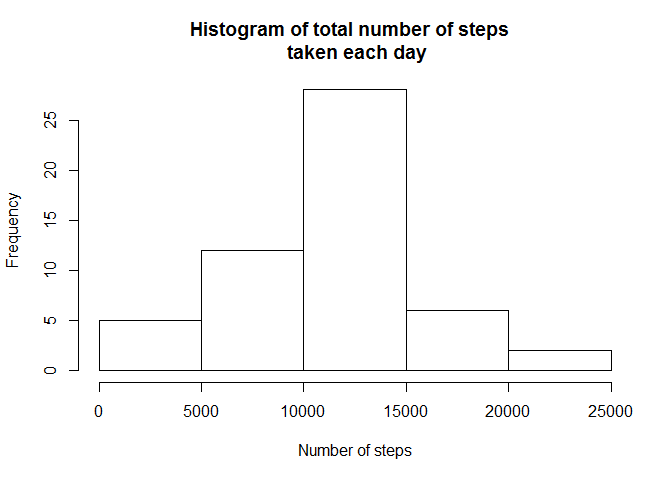 Histogram of total number of steps
taken each day
Frequency
25
20
15
10
5
0
0 5000 10000 15000 20000 25000
Number of steps